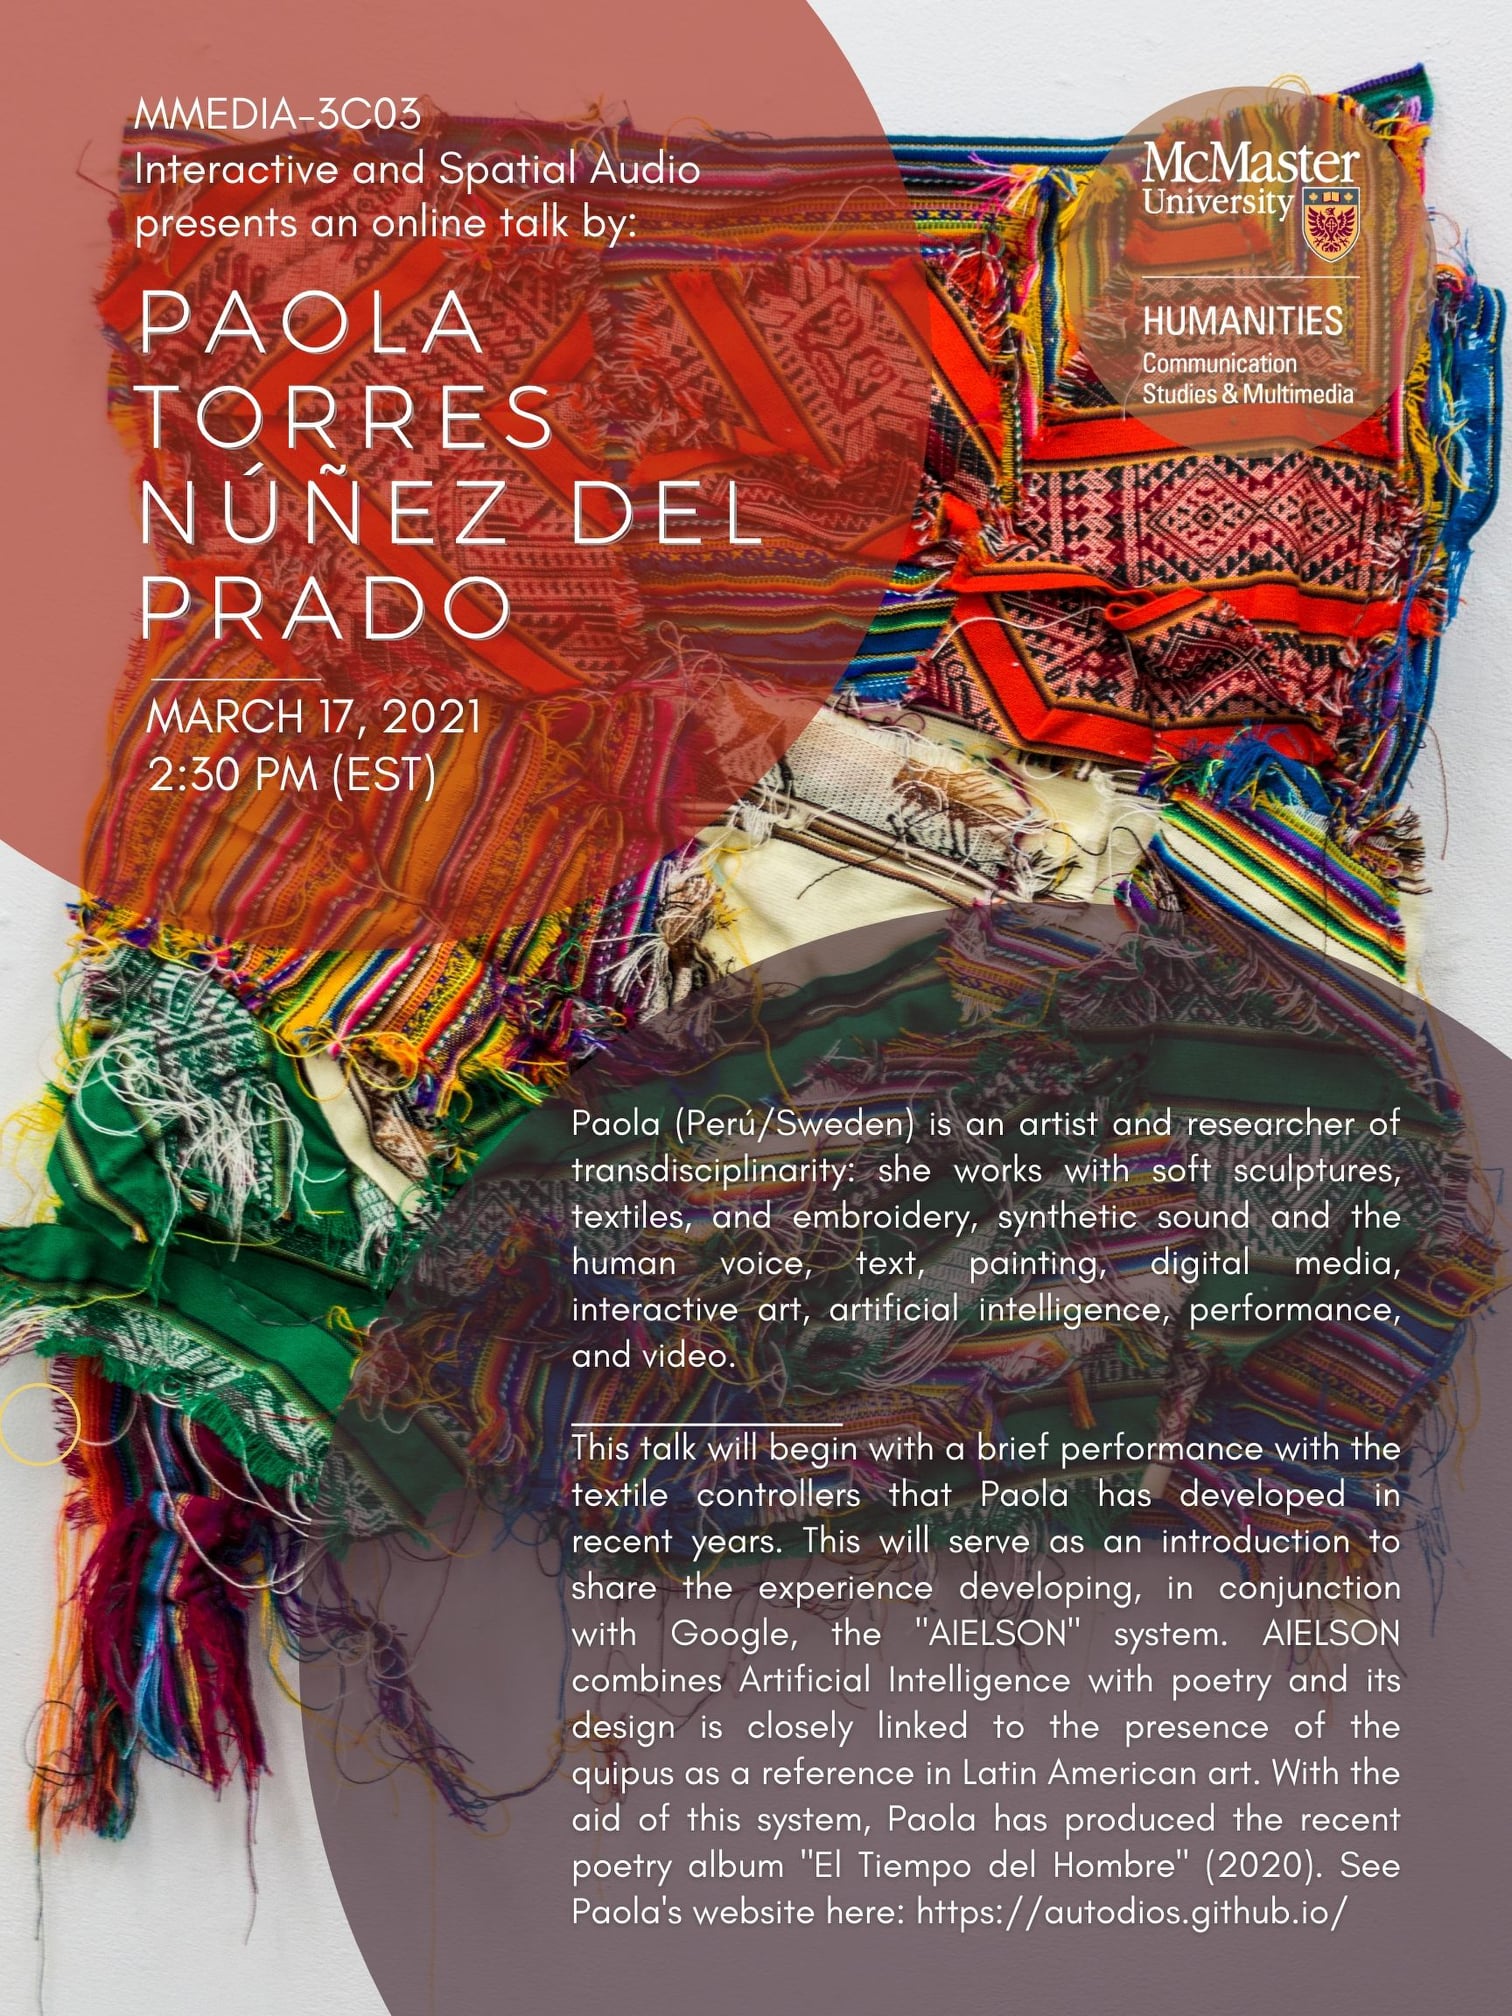 MMEDIA-3C03
Interactive and Spatial Audio
presents an online talk by:
PAOLA
TORRES
NÚÑEZ DEL
PRADO
MARCH 17, 2021
2:30 PM (EST)
McMaster
University
HUMANITIES
Communication
Studies & Multimedia
Paola (Perú/Sweden) is an artist and researcher of
transdisciplinarity: she works with soft sculptures,
textiles, and embroidery, synthetic sound and the
human voice, text, painting, digital media,
interactive art, artificial intelligence, performance,
and video.
This talk will begin with a brief performance with the
textile controllers that Paola has developed in
recent years. This will serve as an introduction to
share the experience developing, in conjunction
with Google, the "AIELSON" system. AIELSON
combines Artificial Intelligence with poetry and its
design is closely linked to the presence of the
quipus as a reference in Latin American art. With the
aid of this system, Paola has produced the recent
poetry album "El Tiempo del Hombre" (2020). See
Paola's website here: https://autodios.github.io/